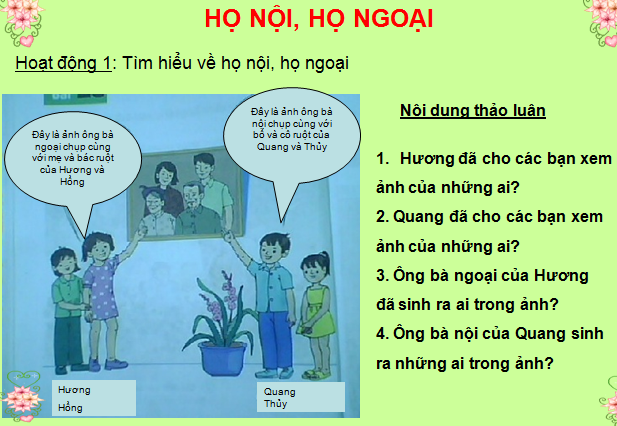 HỌ NỘI, HỌ NGOẠI
Hoạt động 1: Tìm hiểu về họ nội, họ ngoại
Đây là ảnh ông bà
ngoại chụp cùng
với mẹ và bác ruột
của Hương và
Hồng
Đây là ảnh ông bà
nội chụp cùng với
bố và cô ruột của
Quang và Thủy
Hương
Hồng
Quang
Thủy
Nôi dung thảo luân
1. Hương đã cho các bạn xem
ảnh của những ai?
2. Quang đã cho các bạn xem
ảnh của những ai?
3. Ông bà ngoại của Hương
đã sinh ra ai trong ảnh?
4. Ông bà nội của Quang sinh
ra những ai trong ảnh?